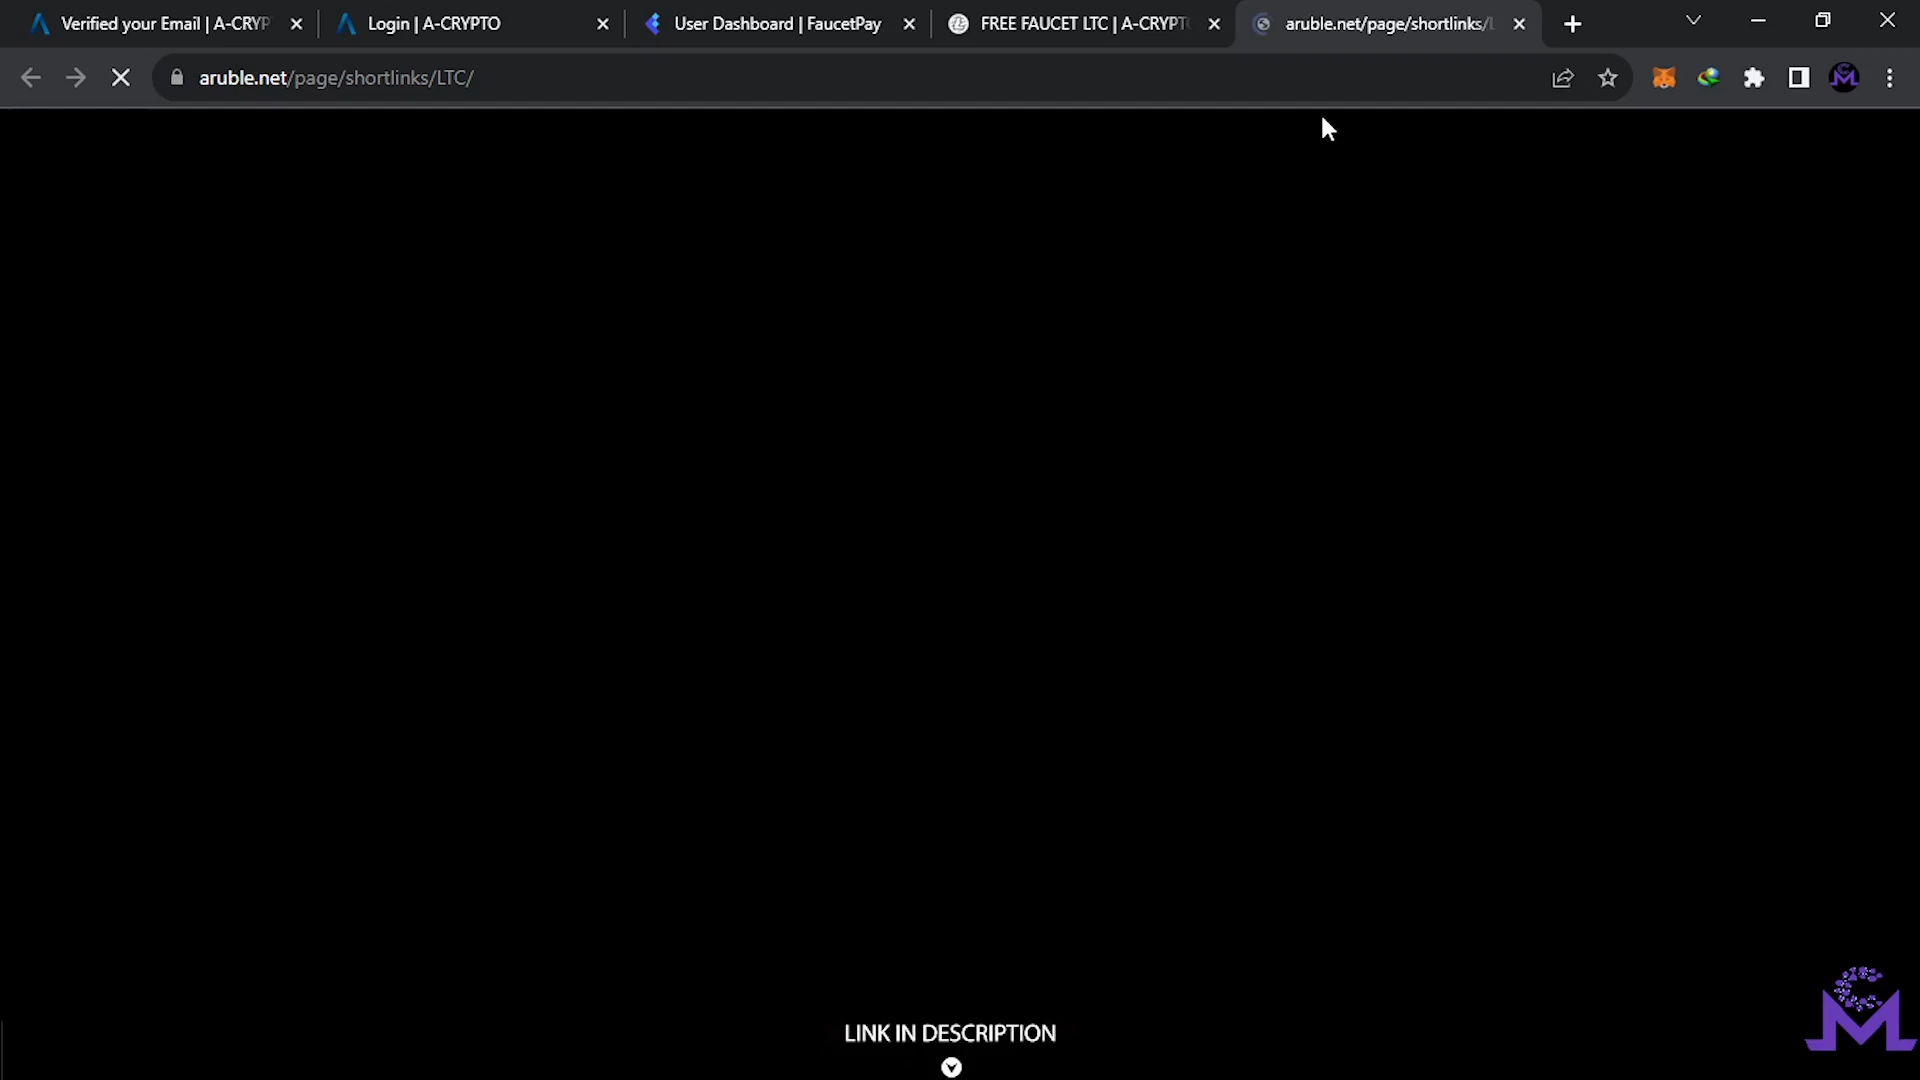 Verified your Email | A-CRYP
Login | A-CRYPTO
User Dashboard | FaucetPay
FREE FAUCET LTC | A-CRYPT
aruble.net/page/shortlinks/L
aruble.net/page/shortlinks/LTC/
LINK IN DESCRIPTION
CM